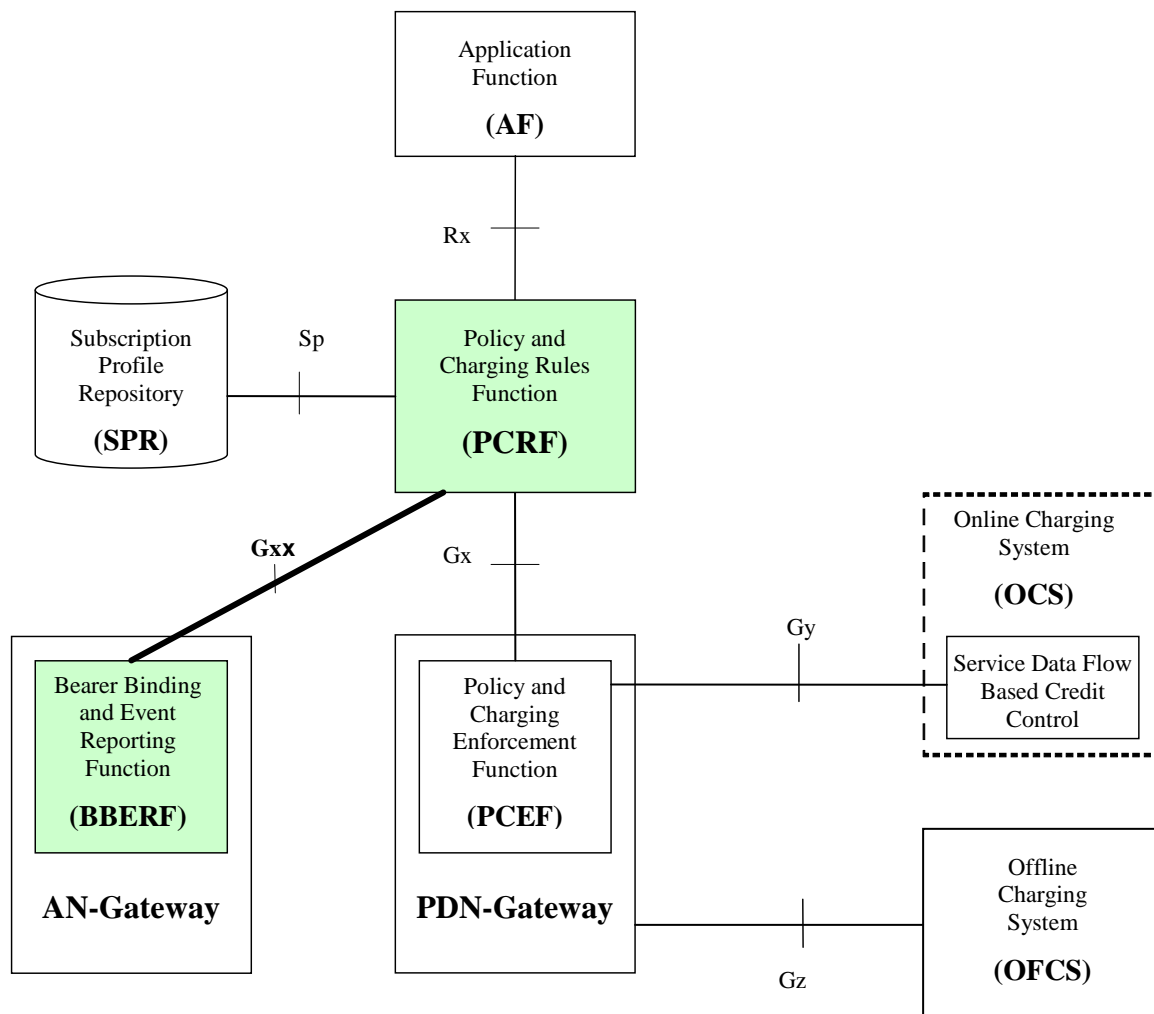 Application
Function
(AF)
Rx
Subscription
Profile
Repository
(SPR)
Sp
Policy and
Charging Rules
Function
(PCRF)
Gxx
Gx
Online Charging
System
(OCS)
Gy
Service Data Flow
Based Credit
Control
Bearer Binding
and Event
Reporting
Function
(BBERF)
AN-Gateway
Policy and
Charging
Enforcement
Function
(PCEF)
PDN-Gateway
Gz
Offline
Charging
System
(OFCS)